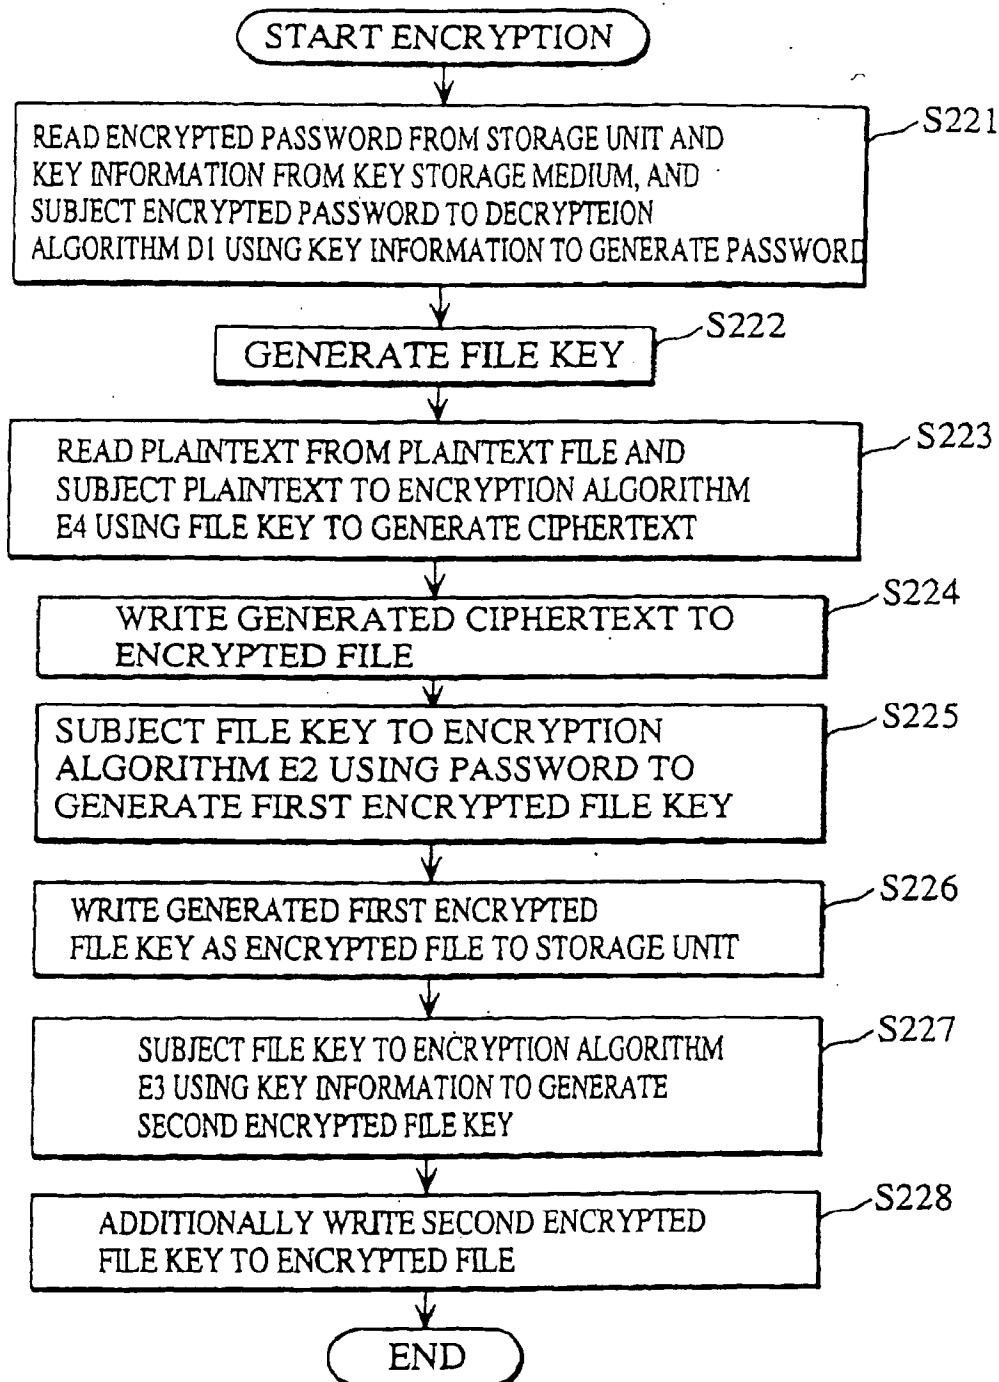 START ENCRYPTION
S221
READ ENCRYPTED PASSWORD FROM STORAGE UNIT AND
KEY INFORMATION FROM KEY STORAGE MEDIUM, AND
SUBJECT ENCRYPTED PASSWORD TO DECRYPTEION
ALGORITHM D1 USING KEY INFORMATION TO GENERATE PASSWORD
S222
GENERATE FILE KEY
S223
READ PLAINTEXT FROM PLAINTEXT FILE AND
SUBJECT PLAINTEXT TO ENCRYPTION ALGORITHM
E4 USING FILE KEY TO GENERATE CIPHERTEXT
S224
WRITE GENERATED CIPHERTEXT TO
ENCRYPTED FILE
S225
SUBJECT FILE KEY TO ENCRYPTION
ALGORITHM E2 USING PASSWORD TO
GENERATE FIRST ENCRYPTED FILE KEY
S226
WRITE GENERATED FIRST ENCRYPTED
FILE KEY AS ENCRYPTED FILE TO STORAGE UNIT
S227
SUBJECT FILE KEY TO ENCRYPTION ALGORITHM
E3 USING KEY INFORMATION TO GENERATE
SECOND ENCRYPTED FILE KEY
S228
ADDITIONALLY WRITE SECOND ENCRYPTED
FILE KEY TO ENCRYPTED FILE
END